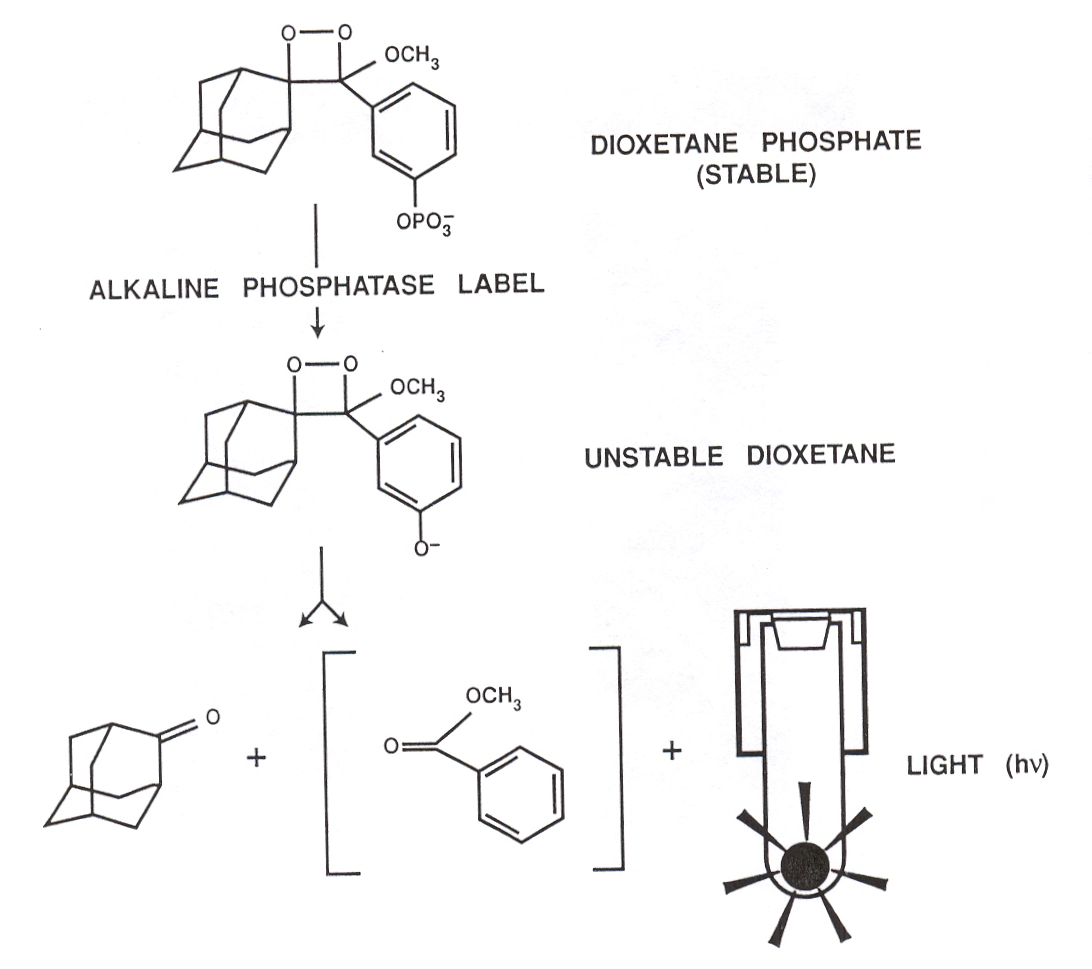 O—O
OCH₃
DIOXETANE PHOSPHATE
(STABLE)
OPO₃⁻
ALKALINE PHOSPHATASE LABEL
O—O
OCH₃
UNSTABLE DIOXETANE
O⁻
OCH₃
O
+
O
+
LIGHT (hν)